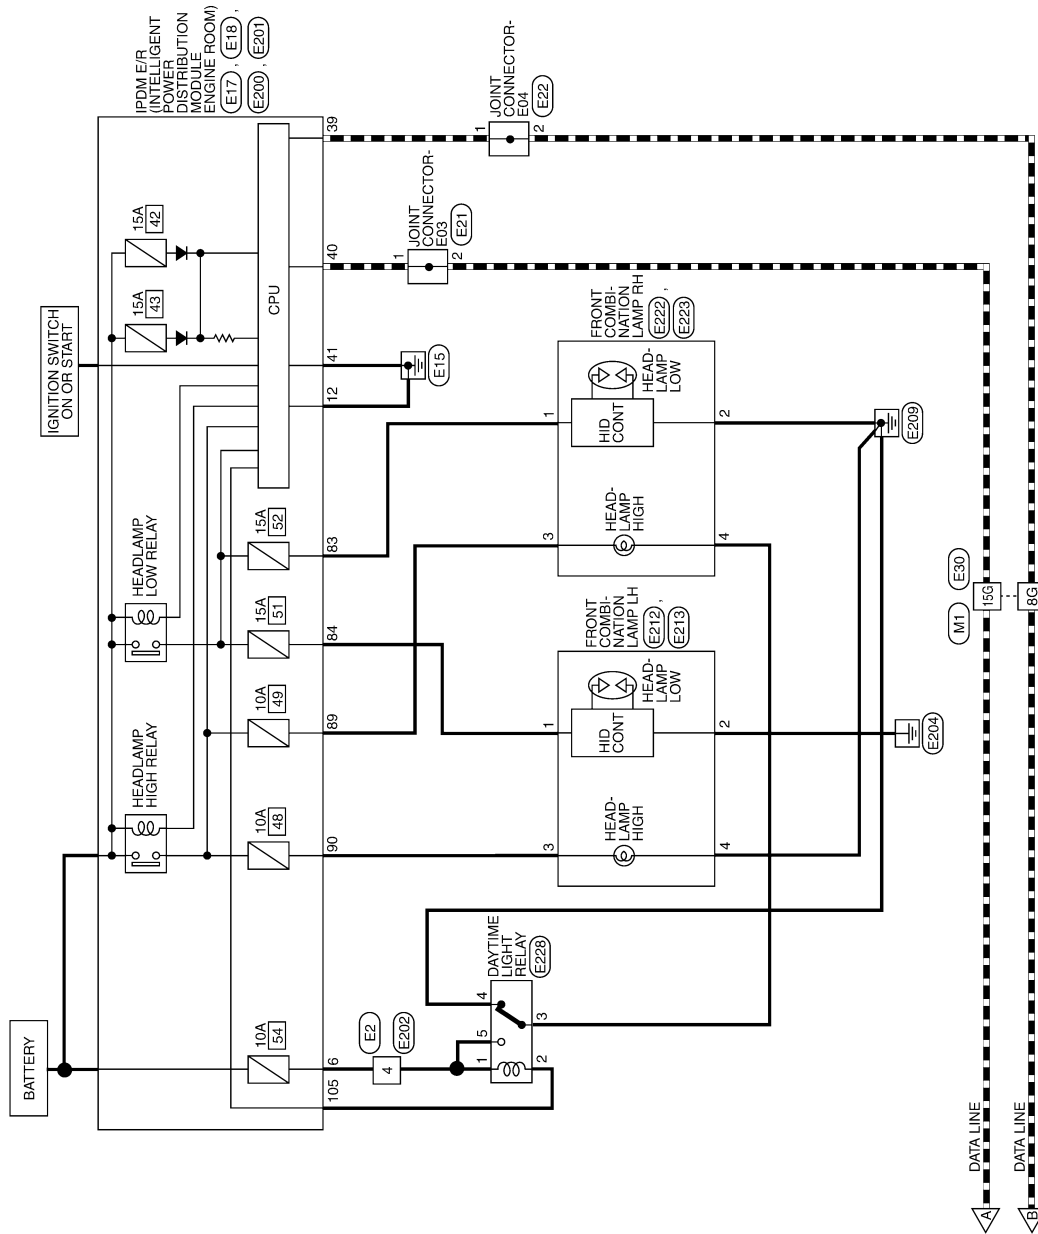 BATTERY
IGNITION SWITCH
ON OR START
IPDM E/R
(INTELLIGENT
POWER
DISTRIBUTION
MODULE
ENGINE ROOM)
E17 , E18 ,
E200 , E201
HEADLAMP
HIGH RELAY
HEADLAMP
LOW RELAY
15A
43
15A
42
10A
54
10A
48
10A
49
15A
51
15A
52
CPU
105
6
90
89
84
83
12
41
40
39
E2
4
E202
E15
JOINT
CONNECTOR-
E03
E21
1
2
JOINT
CONNECTOR-
E04
E22
1
2
DAYTIME
LIGHT
RELAY
E228
1
5
4
2
3
FRONT
COMBI-
NATION
LAMP LH
E212 ,
E213
3
1
HEAD-
LAMP
HIGH
HID
CONT
HEAD-
LAMP
LOW
4
2
FRONT
COMBI-
NATION
LAMP RH
E222 ,
E223
3
1
HEAD-
LAMP
HIGH
HID
CONT
HEAD-
LAMP
LOW
4
2
E204
E209
M1
E30
15G
8G
DATA LINE
A
DATA LINE
B